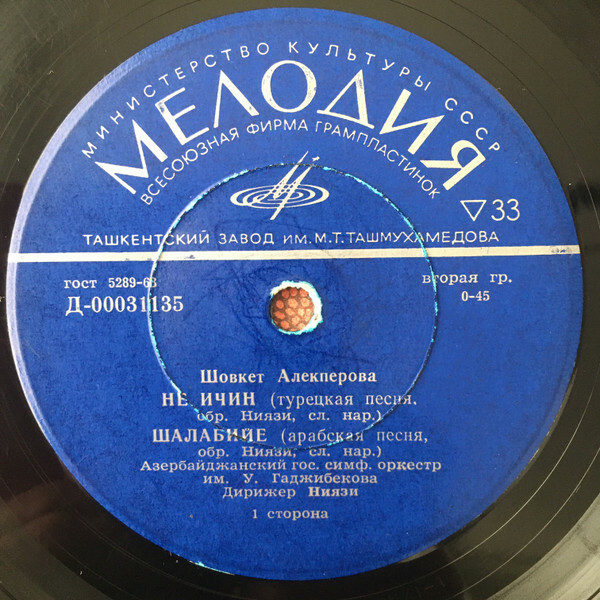 МИНИСТЕРСТВО КУЛЬТУРЫ СССР
МЕЛОДИЯ
ВСЕСОЮЗНАЯ ФИРМА ГРАМПЛАСТИНОК
▽33
ТАШКЕНТСКИЙ ЗАВОД ИМ. М.Т. ТАШМУХАМЕДОВА
гост 5289-68
вторая гр.
Д-00031135
0-45
Шовкет Алекперова
НЕ ИЧИН (турецкая песня,
обр. Ниязи, сл. нар.)
ШАЛАБИЙЕ (арабская песня,
обр. Ниязи, сл. нар.)
Азербайджанский гос. симф. оркестр
им. У. Гаджибекова
Дирижер Ниязи
1 сторона